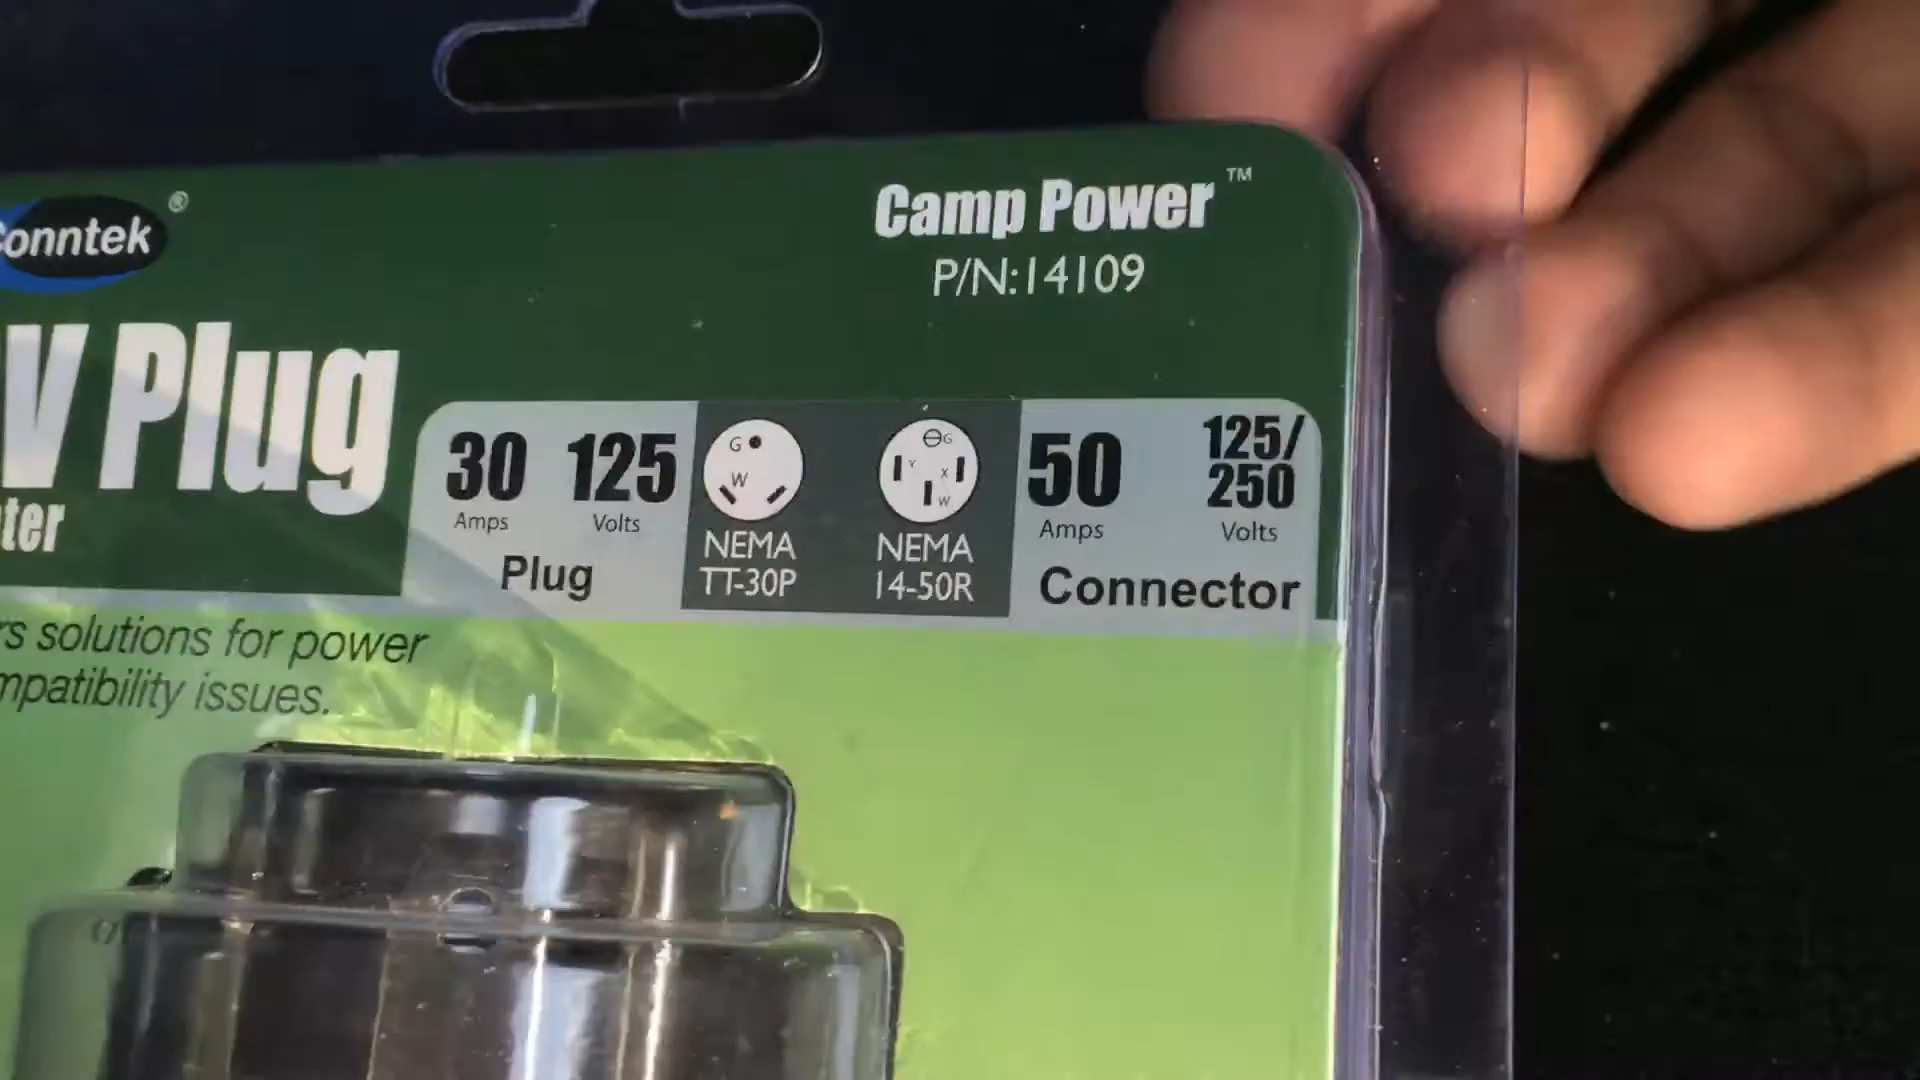 Conntek®
Camp Power™
P/N:14109
V Plug
ter
30 125
Amps Volts
Plug
G
W
NEMA
TT-30P
G
Y X
W
NEMA
14-50R
50 125/
250
Amps Volts
Connector
rs solutions for power
mpatibility issues.